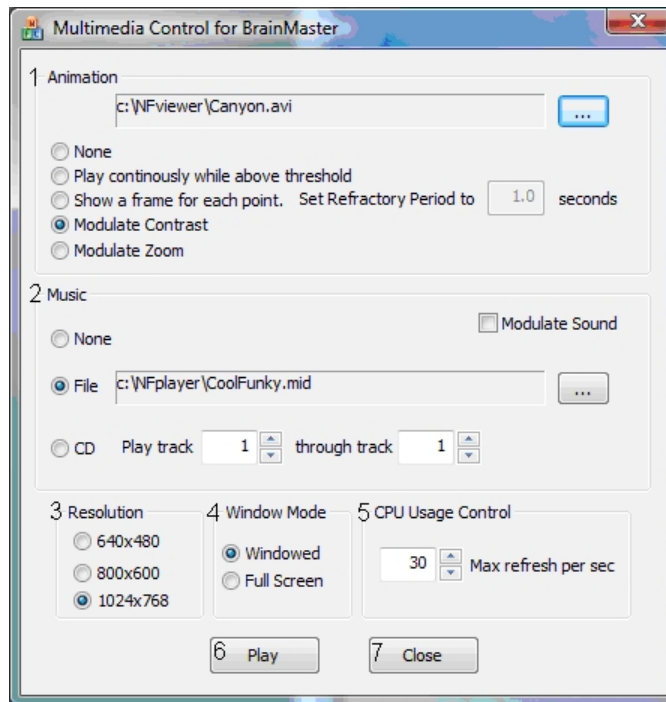 Multimedia Control for BrainMaster
1 Animation
c:\NFviewer\Canyon.avi ...
None
Play continously while above threshold
Show a frame for each point. Set Refractory Period to 1.0 seconds
Modulate Contrast
Modulate Zoom
2 Music
Modulate Sound
None
File c:\NFplayer\CoolFunky.mid ...
CD Play track 1 through track 1
3 Resolution 4 Window Mode 5 CPU Usage Control
640x480
800x600
1024x768
Windowed
Full Screen
30 Max refresh per sec
6 Play 7 Close